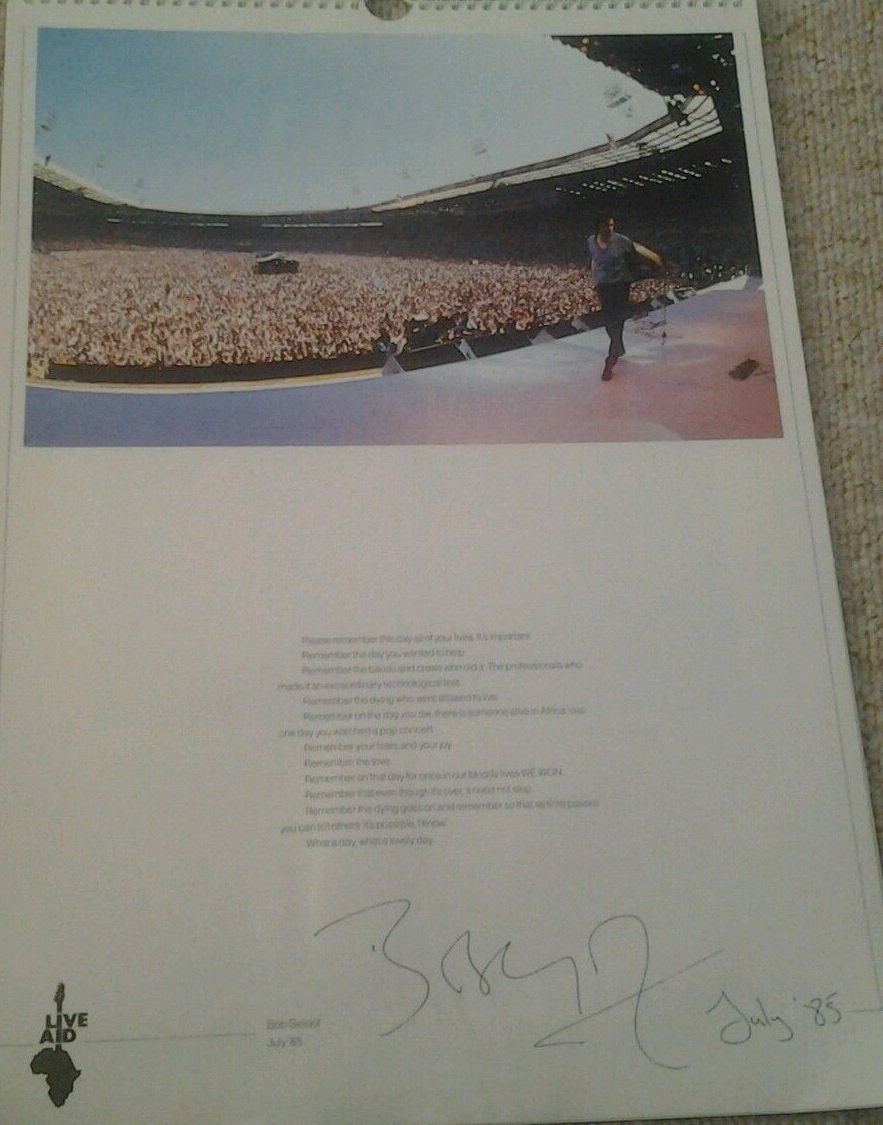 Please remember this day all of your lives. It's important.
Remember the day you wanted to help.
Remember the bands and crews who did it. The professionals who
made it an extraordinary technological feat.
Remember the dying who were allowed to live.
Remember on the day you die, there is someone alive in Africa cos
one day you watched a pop concert.
Remember your tears and your joy.
Remember the love.
Remember on that day for once in our bloody lives WE WON.
Remember that even though it's over, it need not stop.
Remember the dying goes on and remember so that as time passes
you can tell others it's possible, I know.
What a day, what a lovely day.
Bob Geldof
July '85
July '85
LIVE
AID